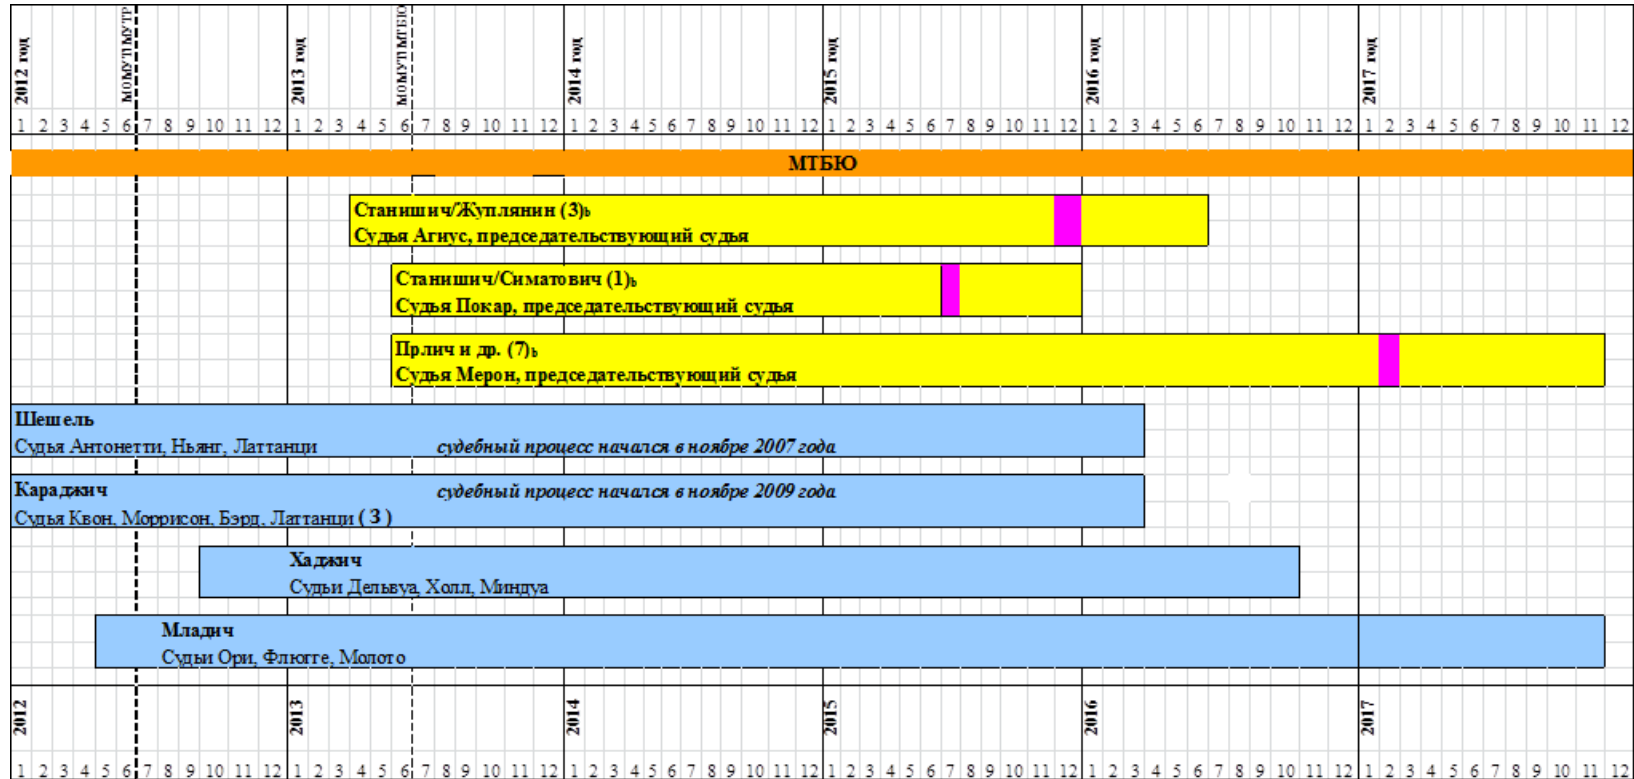 2012 год
МОМУТ МУТР
2013 год
МОМУТ МТБЮ
2014 год
2015 год
2016 год
2017 год
1 2 3 4 5 6 7 8 9 10 11 12 1 2 3 4 5 6 7 8 9 10 11 12 1 2 3 4 5 6 7 8 9 10 11 12 1 2 3 4 5 6 7 8 9 10 11 12 1 2 3 4 5 6 7 8 9 10 11 12 1 2 3 4 5 6 7 8 9 10 11 12
МТБЮ
Станишич/Жуплянин (3)b
Судья Агиус, председательствующий судья
Станишич/Симатович (1)b
Судья Покар, председательствующий судья
Прлич и др. (7)b
Судья Мерон, председательствующий судья
Шешель
Судья Антонетти, Ньянг, Латтанци судебный процесс начался в ноябре 2007 года
Караджич судебный процесс начался в ноябре 2009 года
Судья Квон, Моррисон, Бэрд, Латтанци (3)
Хаджич
Судьи Дельвуа, Холл, Миндуа
Младич
Судьи Ори, Флюгге, Молото
2012
2013
2014
2015
2016
2017
1 2 3 4 5 6 7 8 9 10 11 12 1 2 3 4 5 6 7 8 9 10 11 12 1 2 3 4 5 6 7 8 9 10 11 12 1 2 3 4 5 6 7 8 9 10 11 12 1 2 3 4 5 6 7 8 9 10 11 12 1 2 3 4 5 6 7 8 9 10 11 12